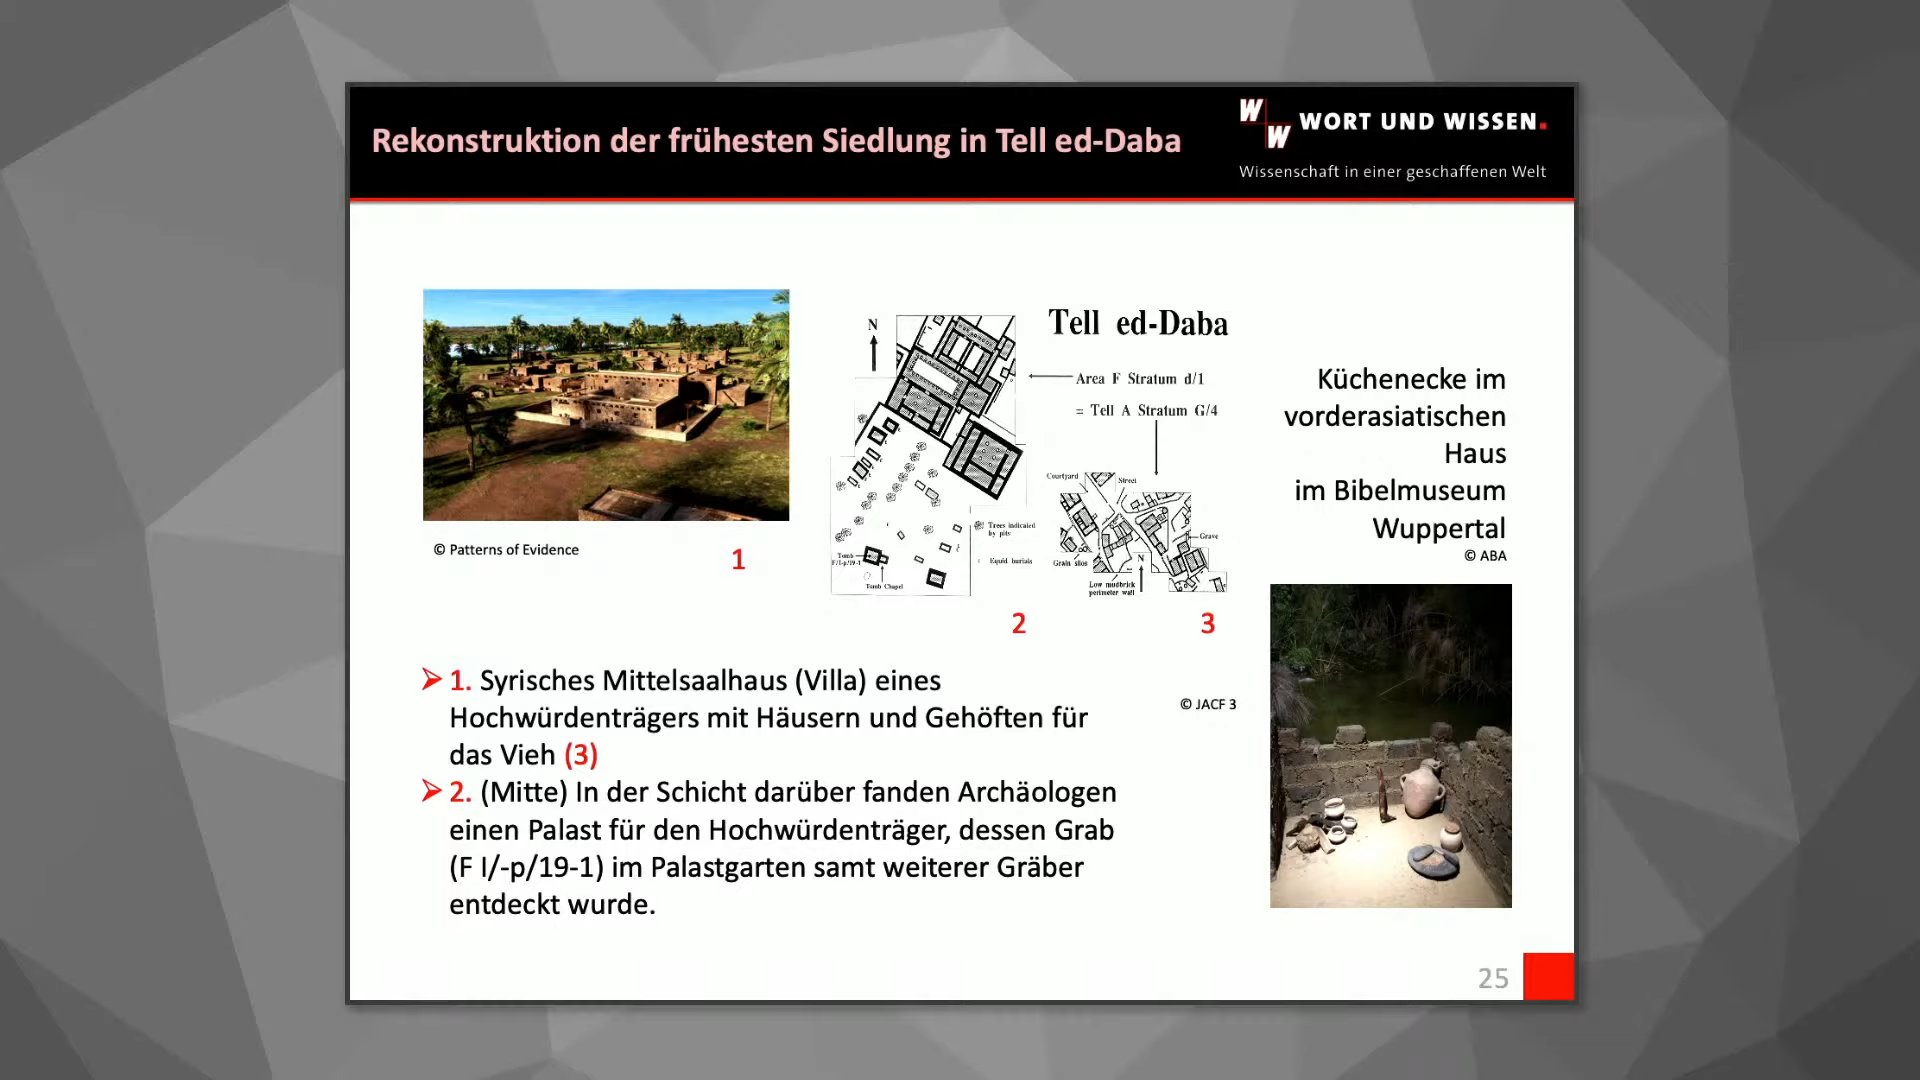 Rekonstruktion der frühesten Siedlung in Tell ed-Daba
W
W
WORT UND WISSEN.
Wissenschaft in einer geschaffenen Welt
© Patterns of Evidence
1
N
Tell ed-Daba
Area F Stratum d/1
= Tell A Stratum G/4
Courtyard
Street
Trees indicated
by pits
Equid burials
Tomb
F/I-p/19-1
Tomb Chapel
Grave
Grain silos
N
Low mudbrick
perimeter wall
2
3
Küchenecke im
vorderasiatischen
Haus
im Bibelmuseum
Wuppertal
© ABA
➢ 1. Syrisches Mittelsaalhaus (Villa) eines
Hochwürdenträgers mit Häusern und Gehöften für
das Vieh (3)
➢ 2. (Mitte) In der Schicht darüber fanden Archäologen
einen Palast für den Hochwürdenträger, dessen Grab
(F I/-p/19-1) im Palastgarten samt weiterer Gräber
entdeckt wurde.
© JACF 3
25